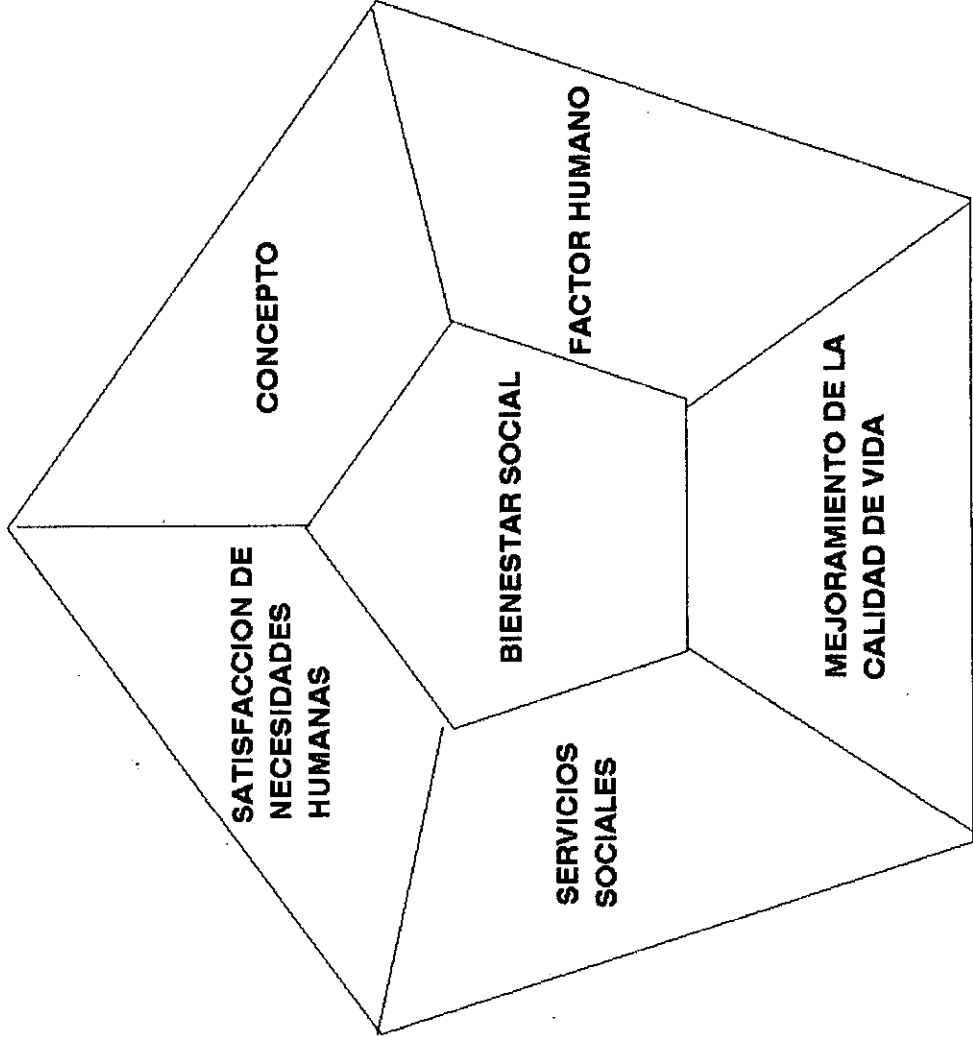 CONCEPTO
SATISFACCION DE
NECESIDADES
HUMANAS
FACTOR HUMANO
BIENESTAR SOCIAL
SERVICIOS
SOCIALES
MEJORAMIENTO DE LA
CALIDAD DE VIDA